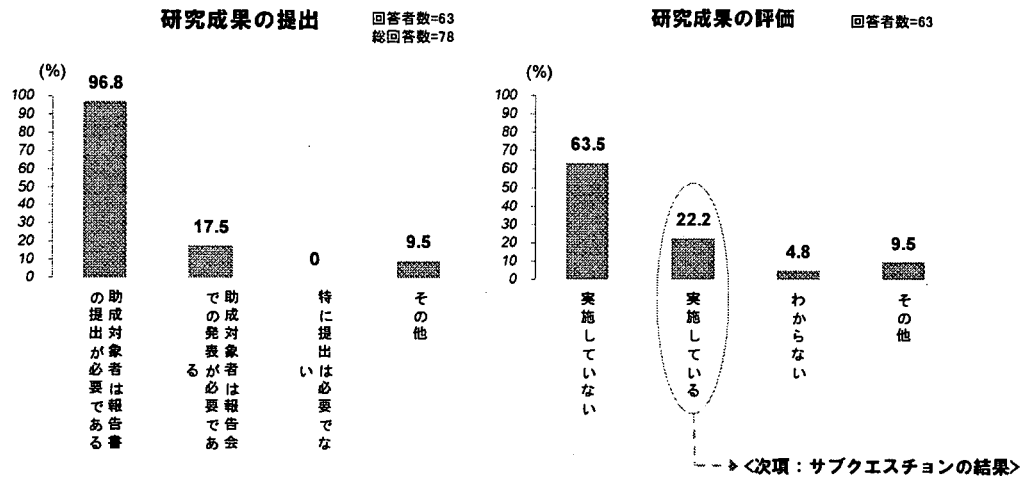 研究成果の提出
回答者数=63
総回答数=78
(%)
100
90
80
70
60
50
40
30
20
10
0
96.8
17.5
0
9.5
助成対象者は報告書
の提出が必要である
助成対象者は報告会
での発表が必要であ
る
特に提出は必要でな
い
その他
研究成果の評価
回答者数=63
(%)
100
90
80
70
60
50
40
30
20
10
0
63.5
22.2
4.8
9.5
実施していない
実施している
わからない
その他
<次項：サブクエスチョンの結果>